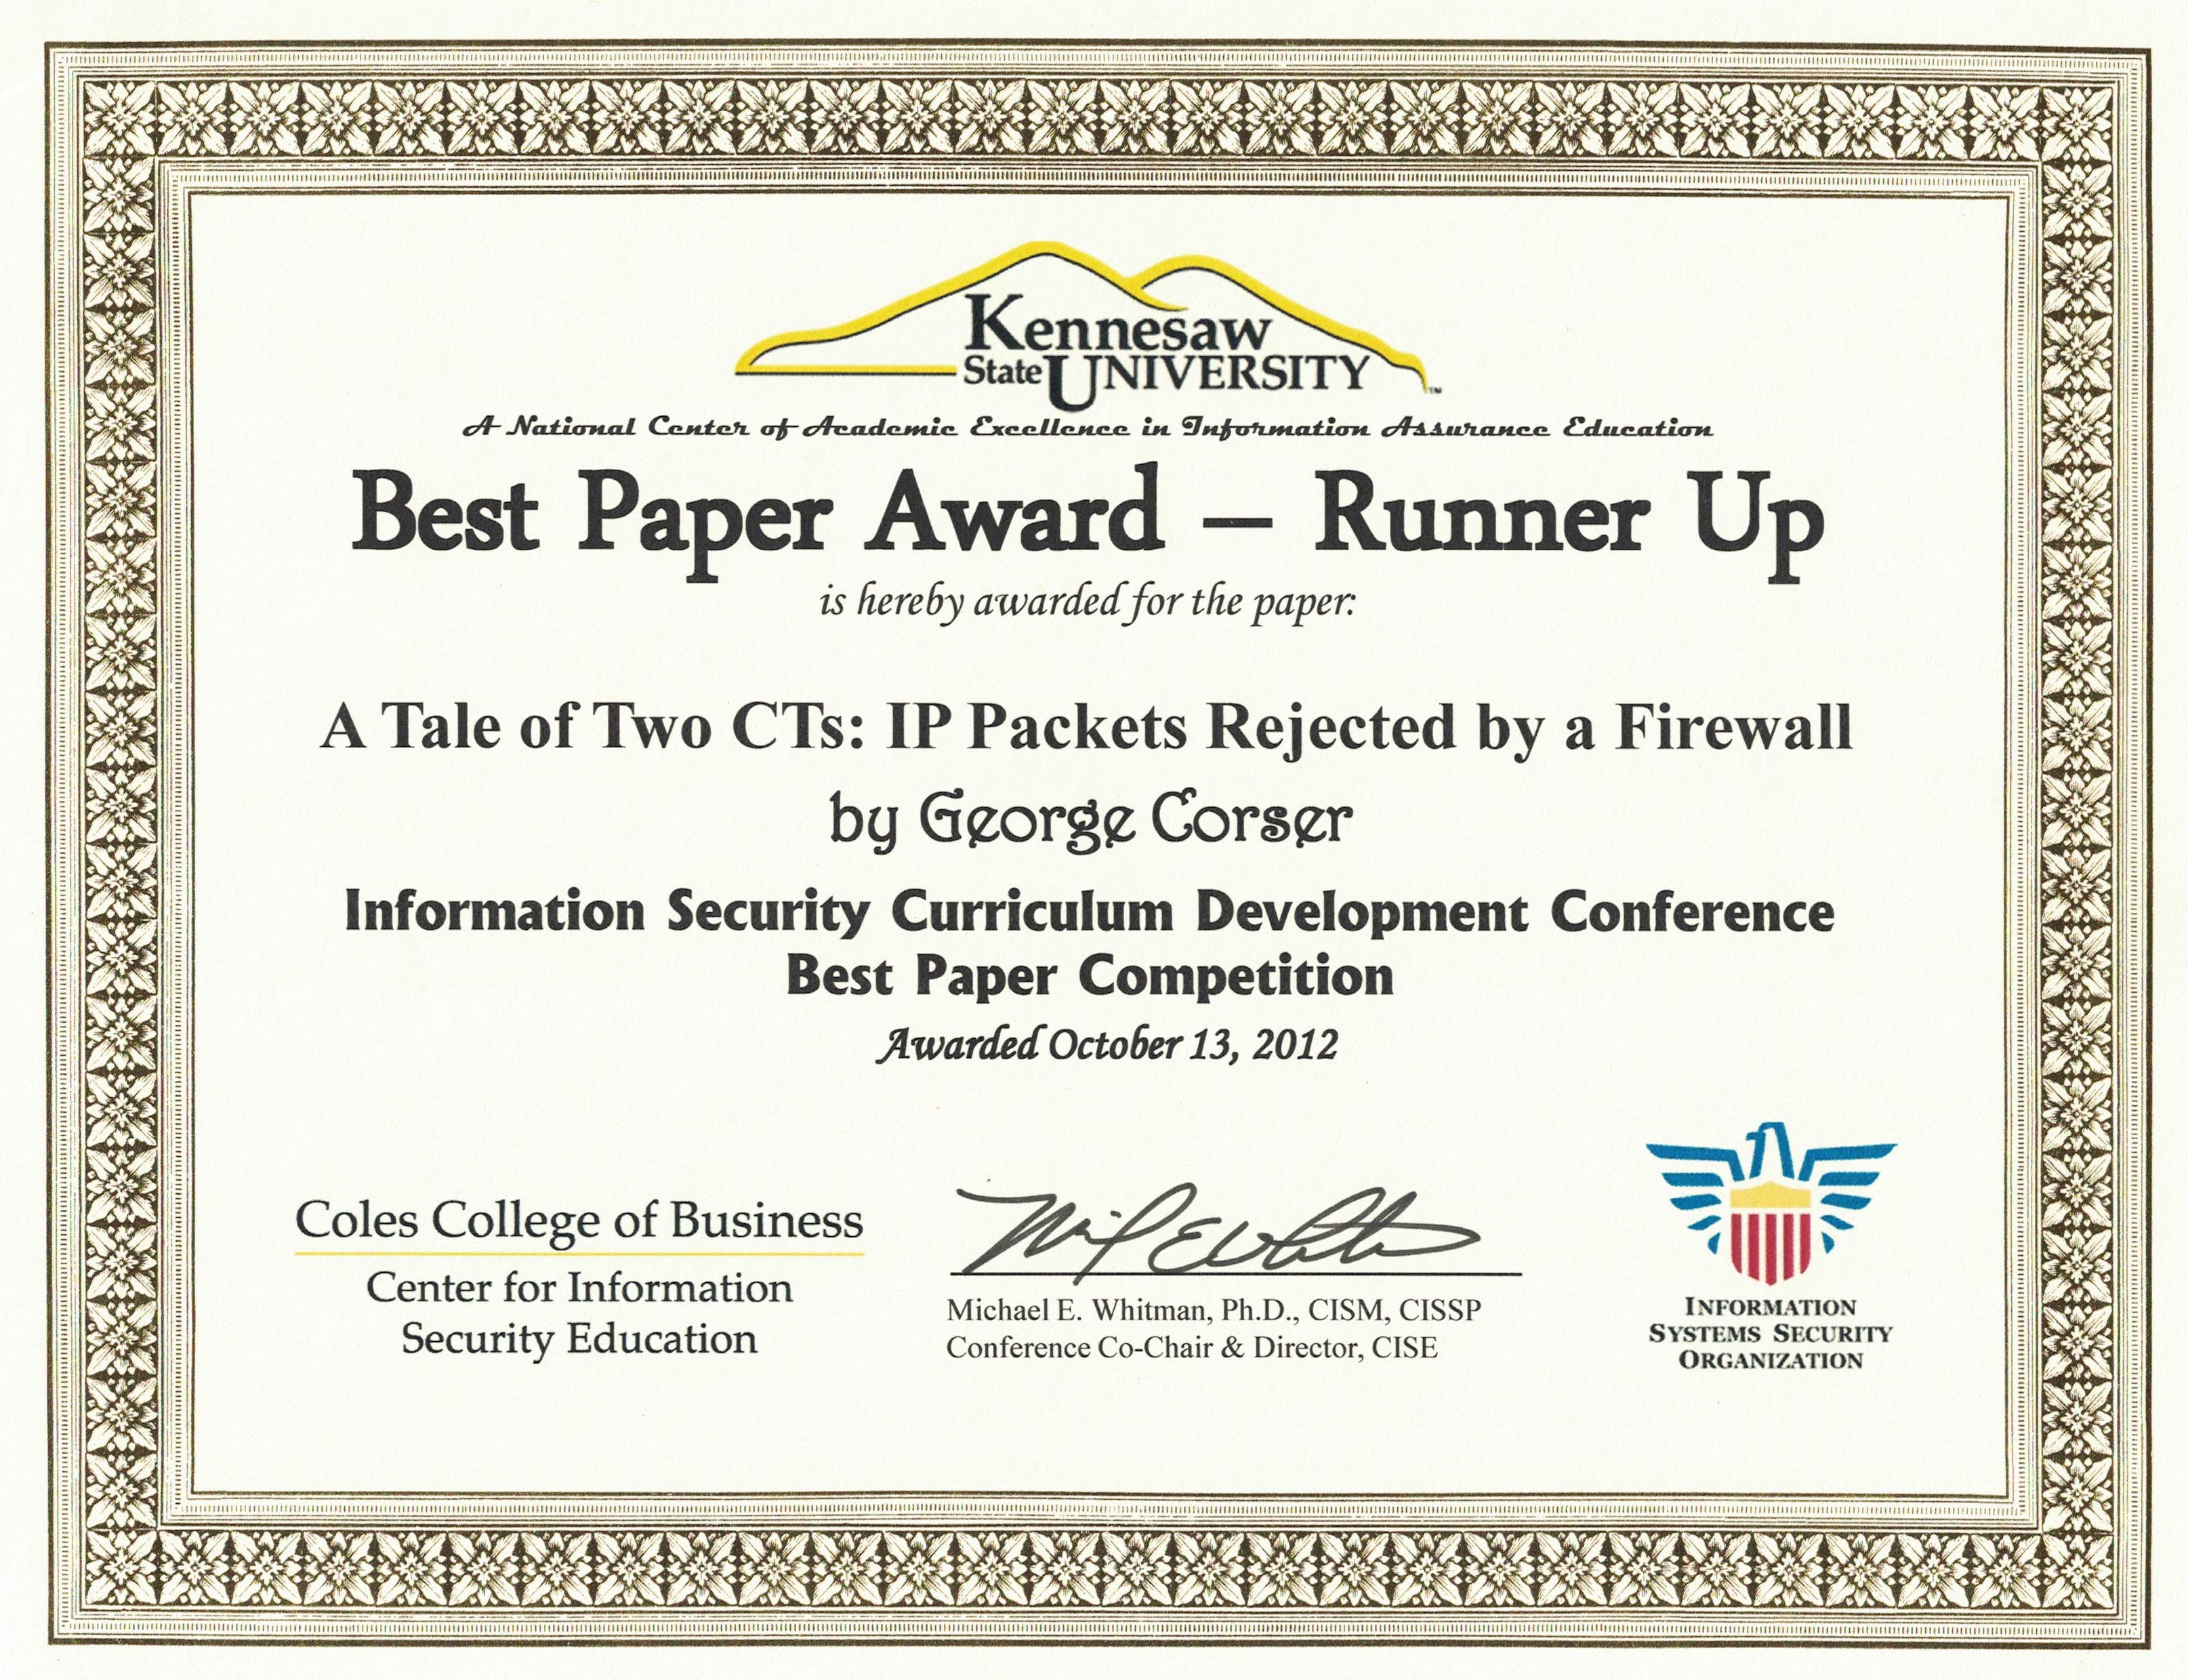 Kennesaw
State UNIVERSITY™
A National Center of Academic Excellence in Information Assurance Education
Best Paper Award – Runner Up
is hereby awarded for the paper:
A Tale of Two CTs: IP Packets Rejected by a Firewall
by George Corser
Information Security Curriculum Development Conference
Best Paper Competition
Awarded October 13, 2012
Coles College of Business
Center for Information
Security Education
Michael E. Whitman, Ph.D., CISM, CISSP
Conference Co-Chair & Director, CISE
INFORMATION
SYSTEMS SECURITY
ORGANIZATION